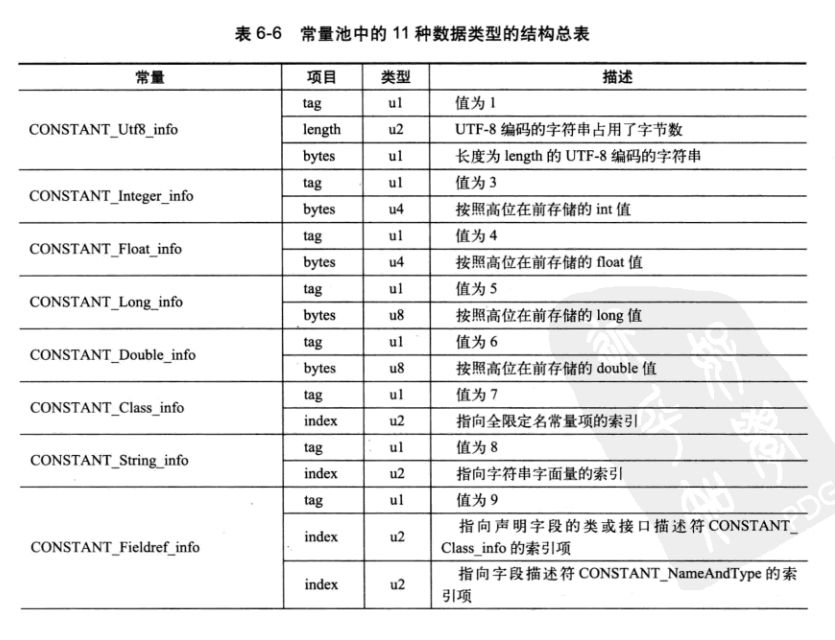 表 6-6 常量池中的 11 种数据类型的结构总表
常量 项目 类型 描述
CONSTANT_Utf8_info
tag u1 值为 1
length u2 UTF-8 编码的字符串占用了字节数
bytes u1 长度为 length 的 UTF-8 编码的字符串
CONSTANT_Integer_info
tag u1 值为 3
bytes u4 按照高位在前存储的 int 值
CONSTANT_Float_info
tag u1 值为 4
bytes u4 按照高位在前存储的 float 值
CONSTANT_Long_info
tag u1 值为 5
bytes u8 按照高位在前存储的 long 值
CONSTANT_Double_info
tag u1 值为 6
bytes u8 按照高位在前存储的 double 值
CONSTANT_Class_info
tag u1 值为 7
index u2 指向全限定名常量项的索引
CONSTANT_String_info
tag u1 值为 8
index u2 指向字符串字面量的索引
CONSTANT_Fieldref_info
tag u1 值为 9
index u2 指向声明字段的类或接口描述符 CONSTANT_
Class_info 的索引项
index u2 指向字段描述符 CONSTANT_NameAndType 的索
引项